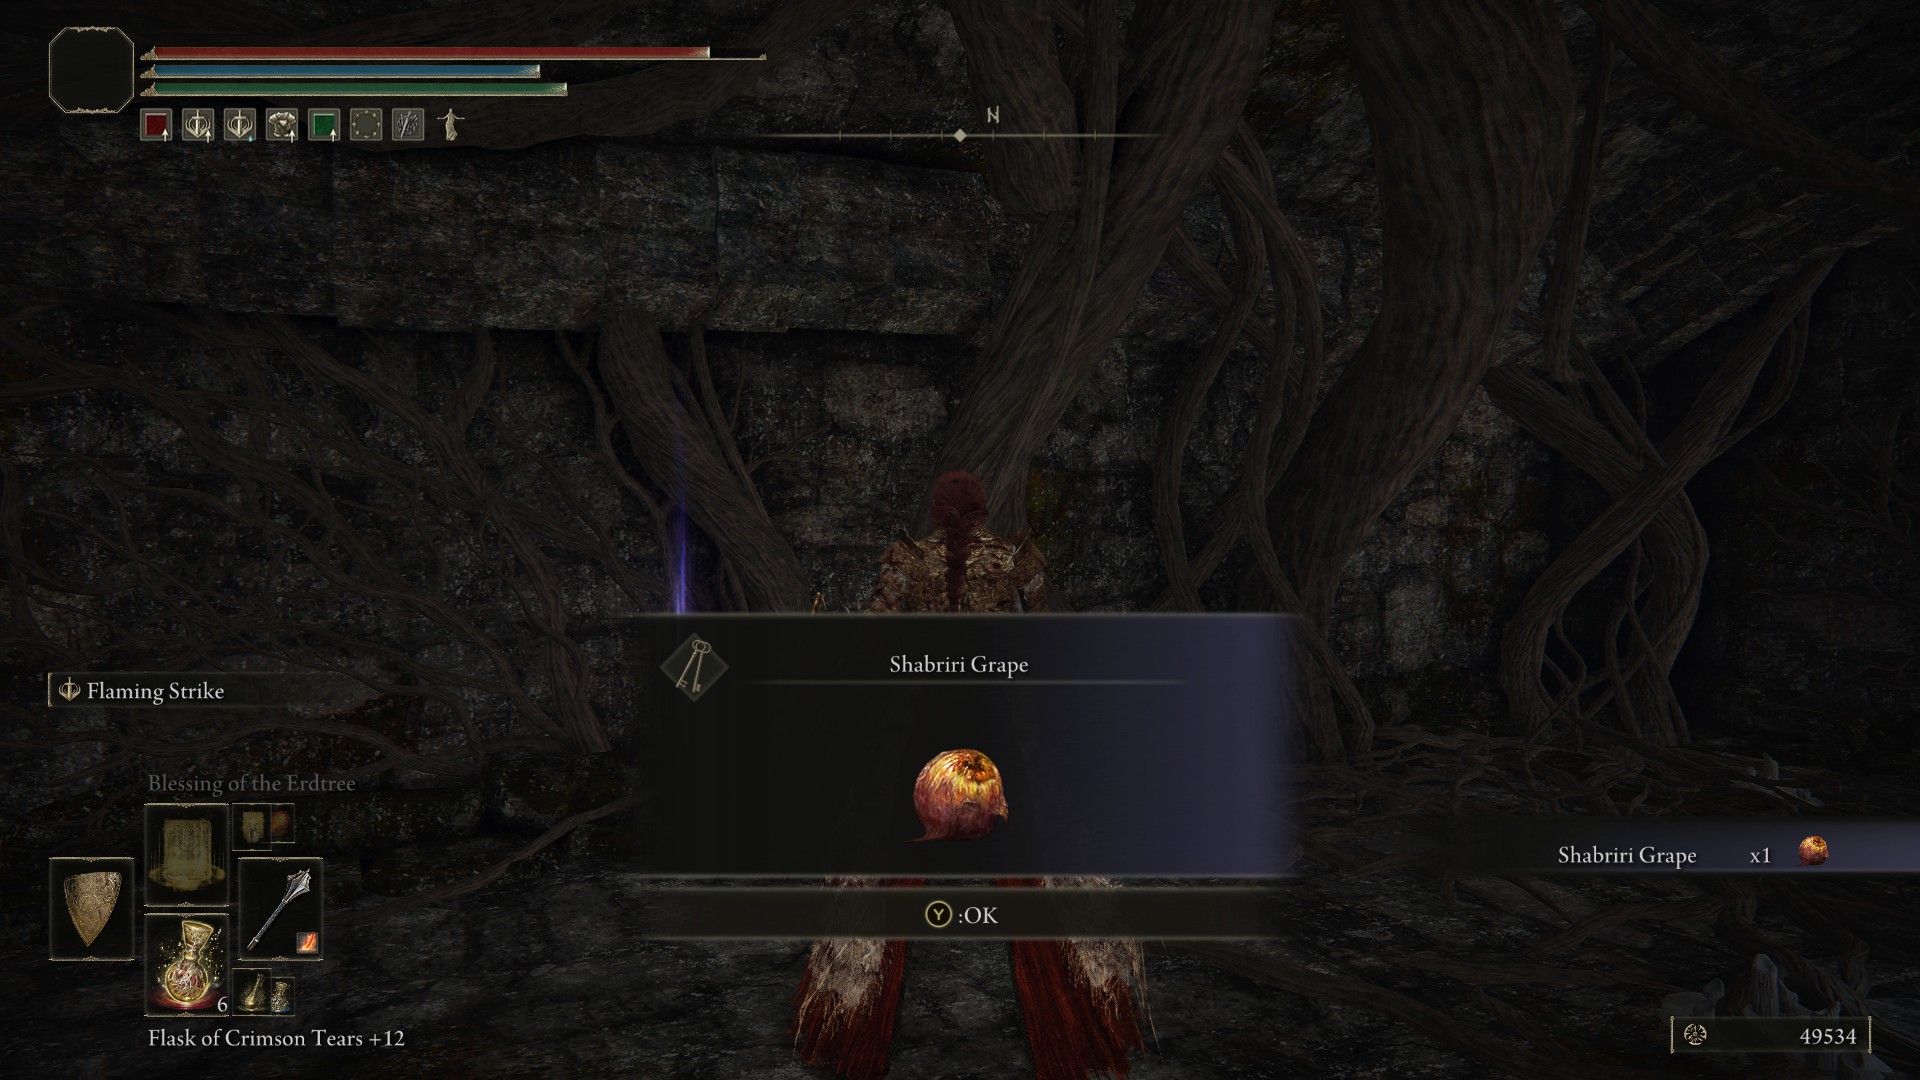 N
Shabriri Grape
Flaming Strike
Blessing of the Erdtree
Shabriri Grape x1
Y :OK
6
Flask of Crimson Tears +12
49534